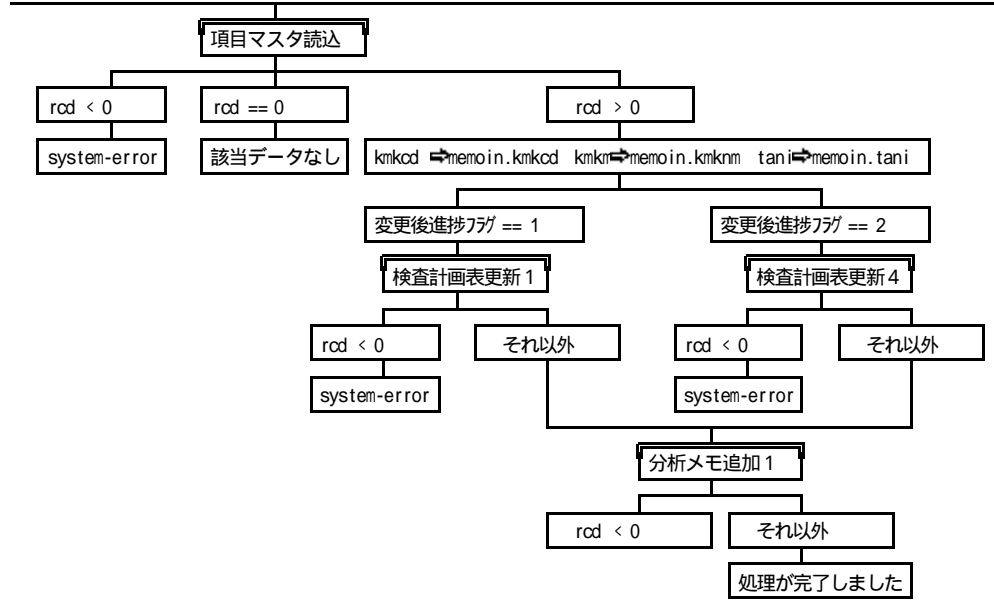 項目マスタ読込
rcd < 0
rcd == 0
rcd > 0
system-error
該当データなし
kmkcd ⇨memoin.kmkcd kmkm⇨memoin.kmknm tani⇨memoin.tani
変更後進捗ﾌﾗｸﾞ == 1
変更後進捗ﾌﾗｸﾞ == 2
検査計画表更新1
検査計画表更新4
rcd < 0
それ以外
rcd < 0
それ以外
system-error
system-error
分析メモ追加1
rcd < 0
それ以外
処理が完了しました